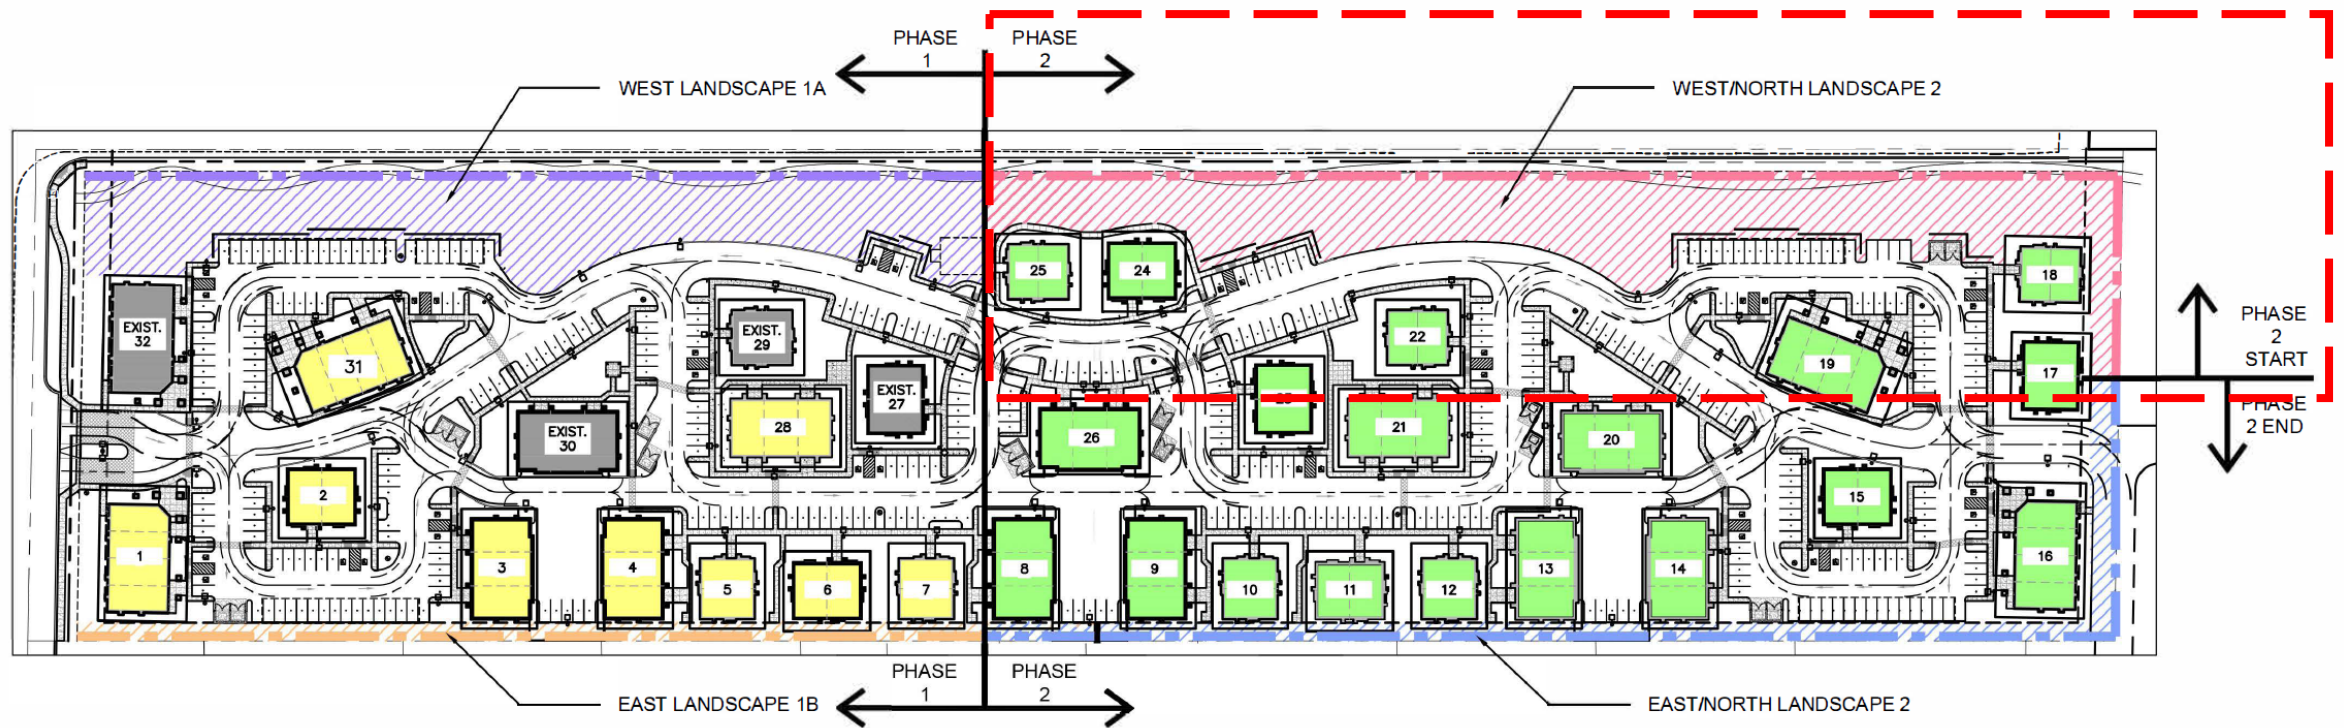 PHASE
1
PHASE
2
WEST LANDSCAPE 1A
WEST/NORTH LANDSCAPE 2
25
24
18
EXIST.
32
31
EXIST.
29
22
19
17
PHASE
2
START
PHASE
2 END
EXIST.
27
EXIST.
30
28
26
21
20
2
15
1
3
4
5
6
7
8
9
10
11
12
13
14
16
PHASE
1
PHASE
2
EAST LANDSCAPE 1B
EAST/NORTH LANDSCAPE 2